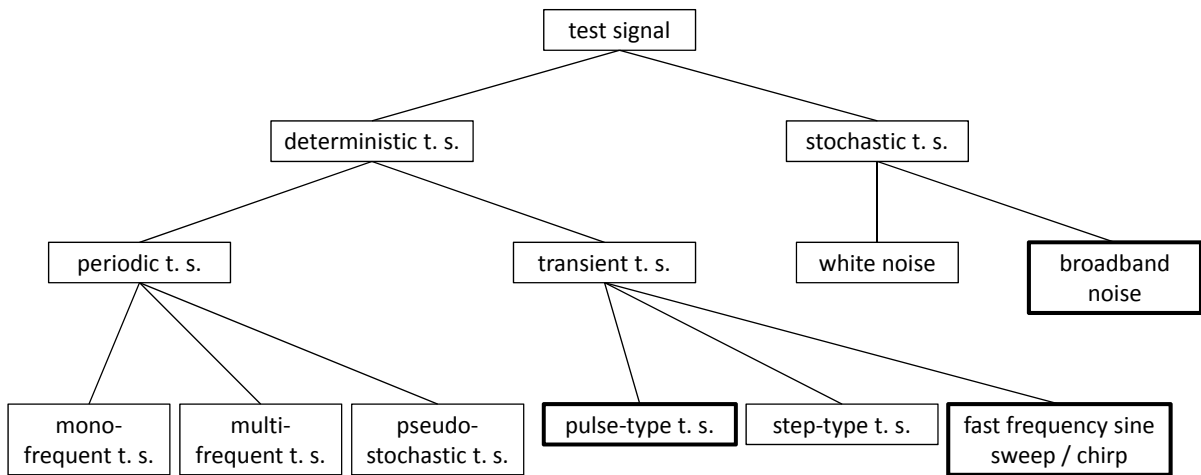 test signal
deterministic t. s.
stochastic t. s.
periodic t. s.
transient t. s.
white noise
broadband
noise
mono-
frequent t. s.
multi-
frequent t. s.
pseudo-
stochastic t. s.
pulse-type t. s.
step-type t. s.
fast frequency sine
sweep / chirp